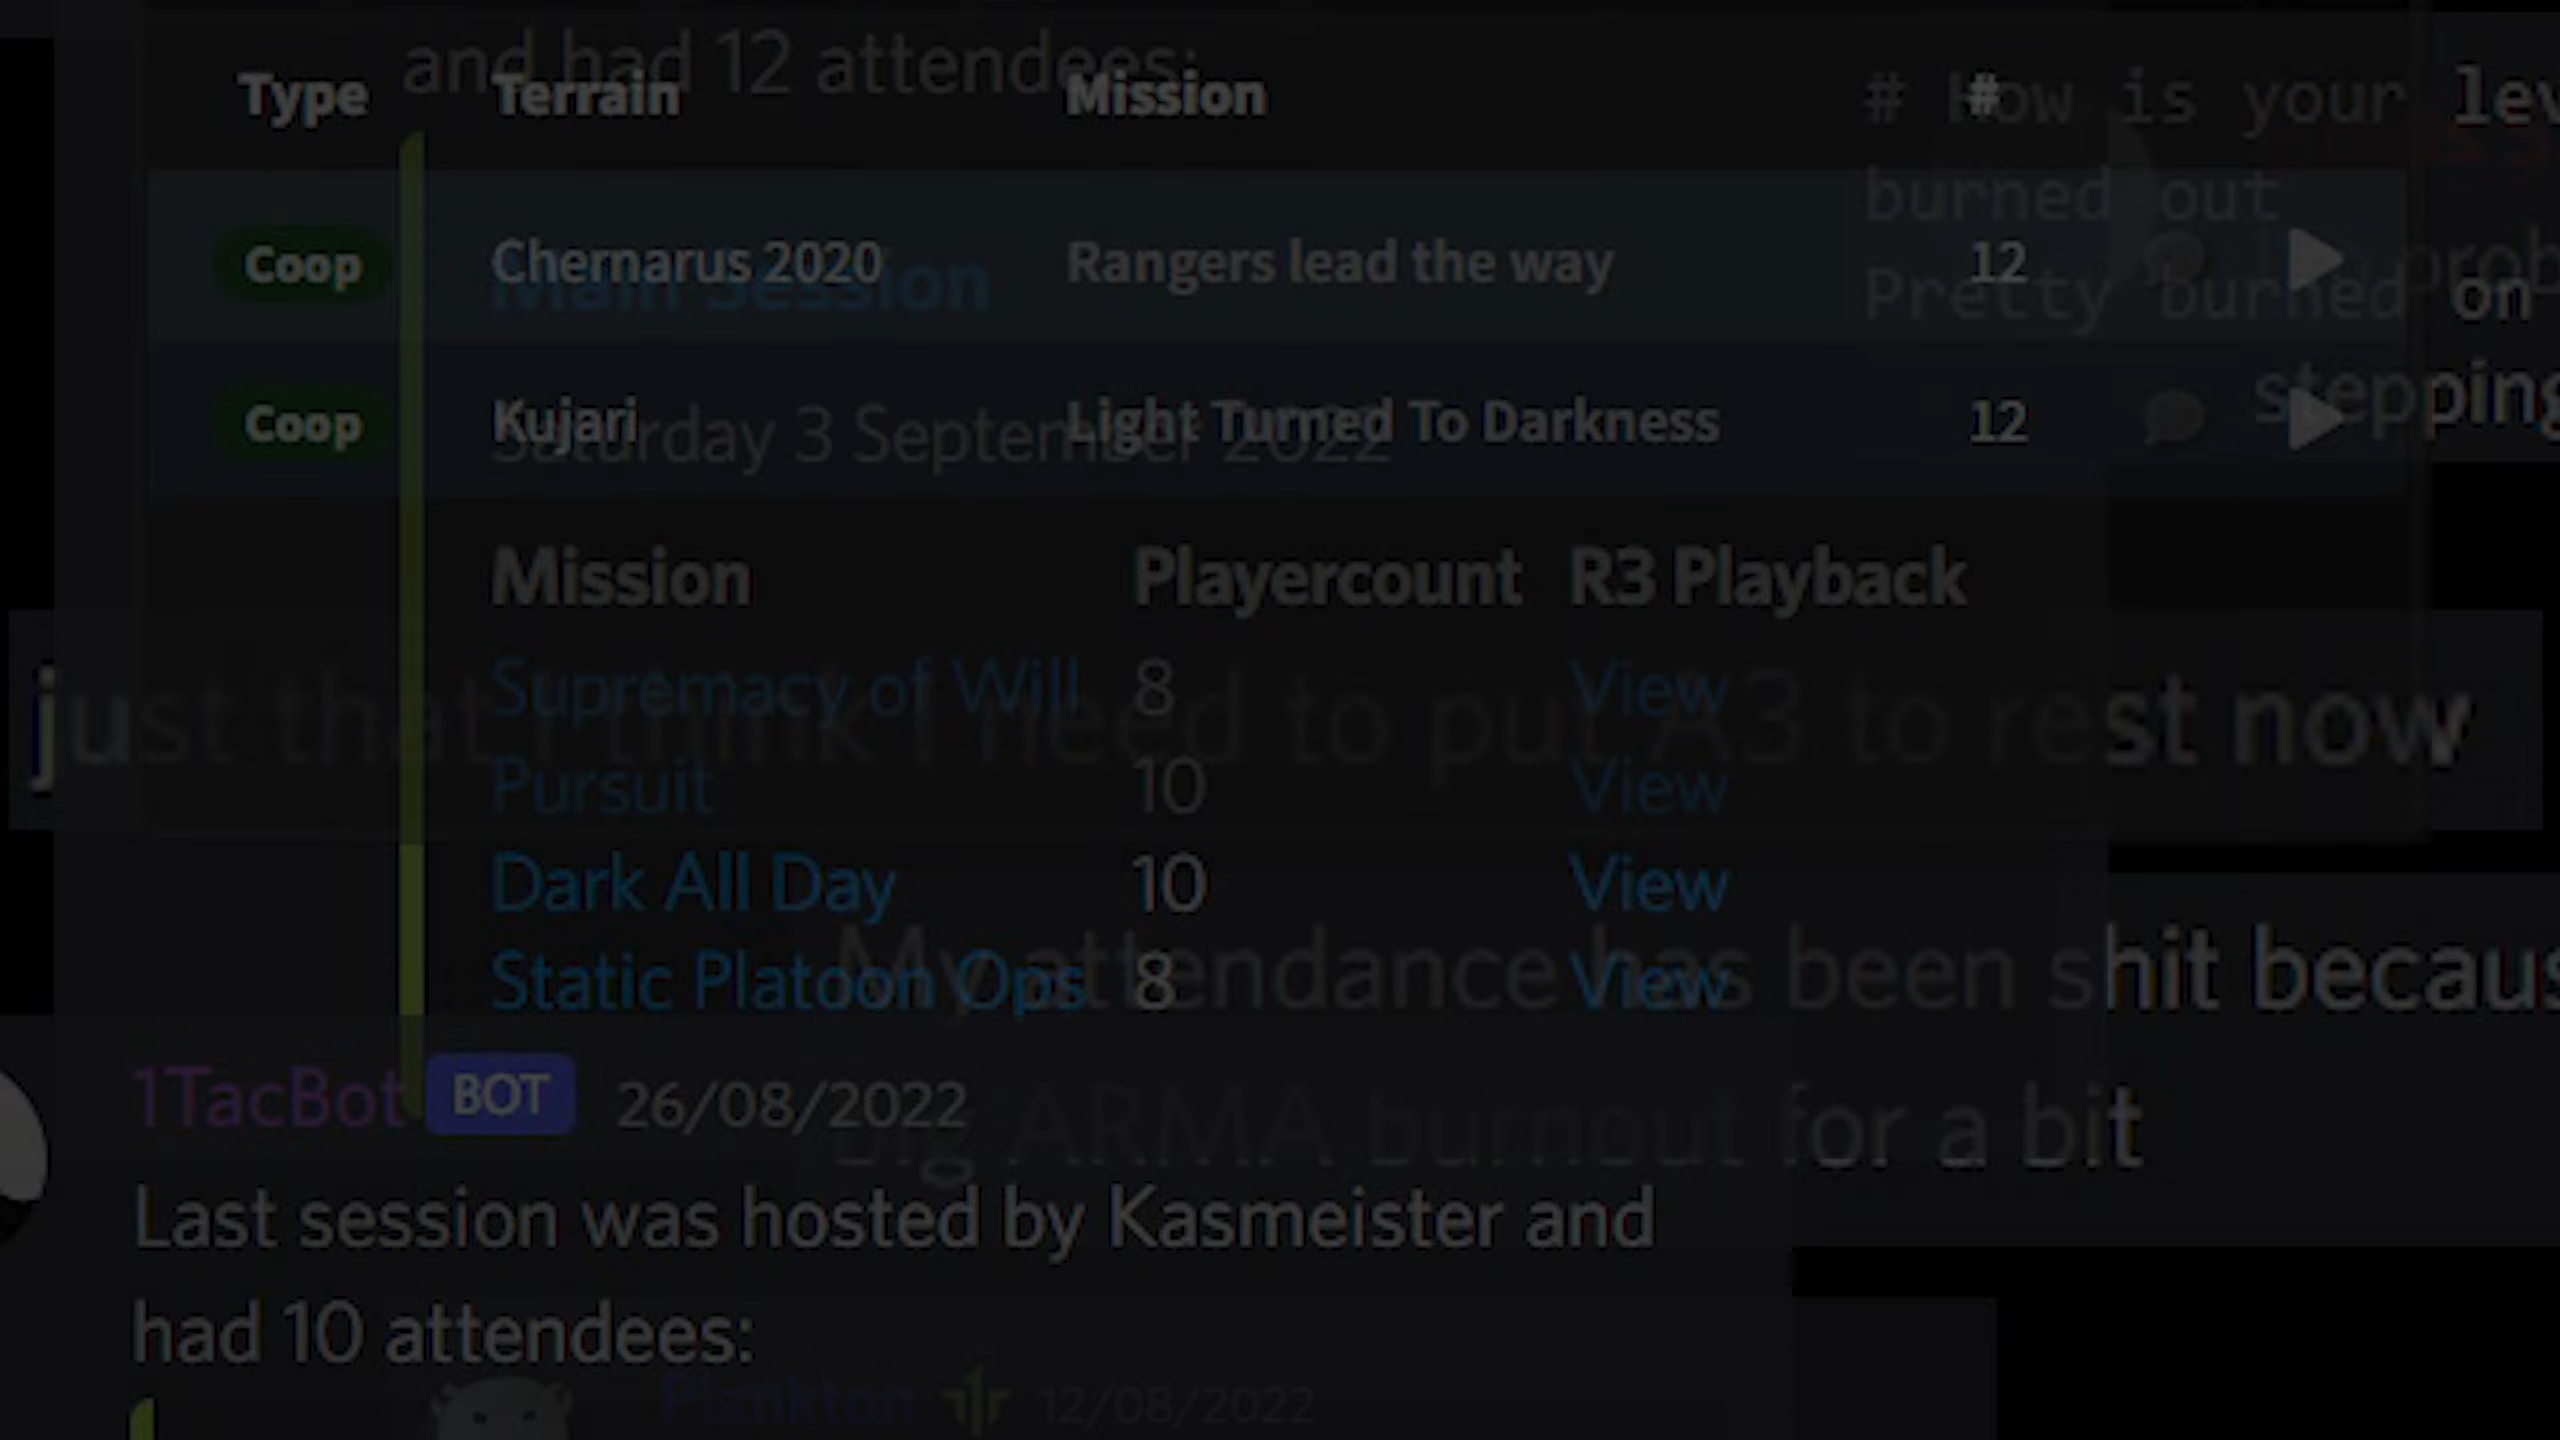 and had 12 attendees:
Type Terrain Mission #
# How is your lev
burned out
Coop Chernarus 2020 Rangers lead the way 12
Main Session
Pretty burned
prob
on
stepping
Coop Kujari Light Turned To Darkness 12
Saturday 3 September 2022
Mission Playercount R3 Playback
Supremacy of Will 8 View
just that I think I need to put A3 to rest now
Pursuit 10 View
Dark All Day 10 View
Static Platoon Ops 8 View
My attendance has been shit becaus
big ARMA burnout for a bit
1TacBot BOT 26/08/2022
Last session was hosted by Kasmeister and
had 10 attendees:
Plankton 12/08/2022